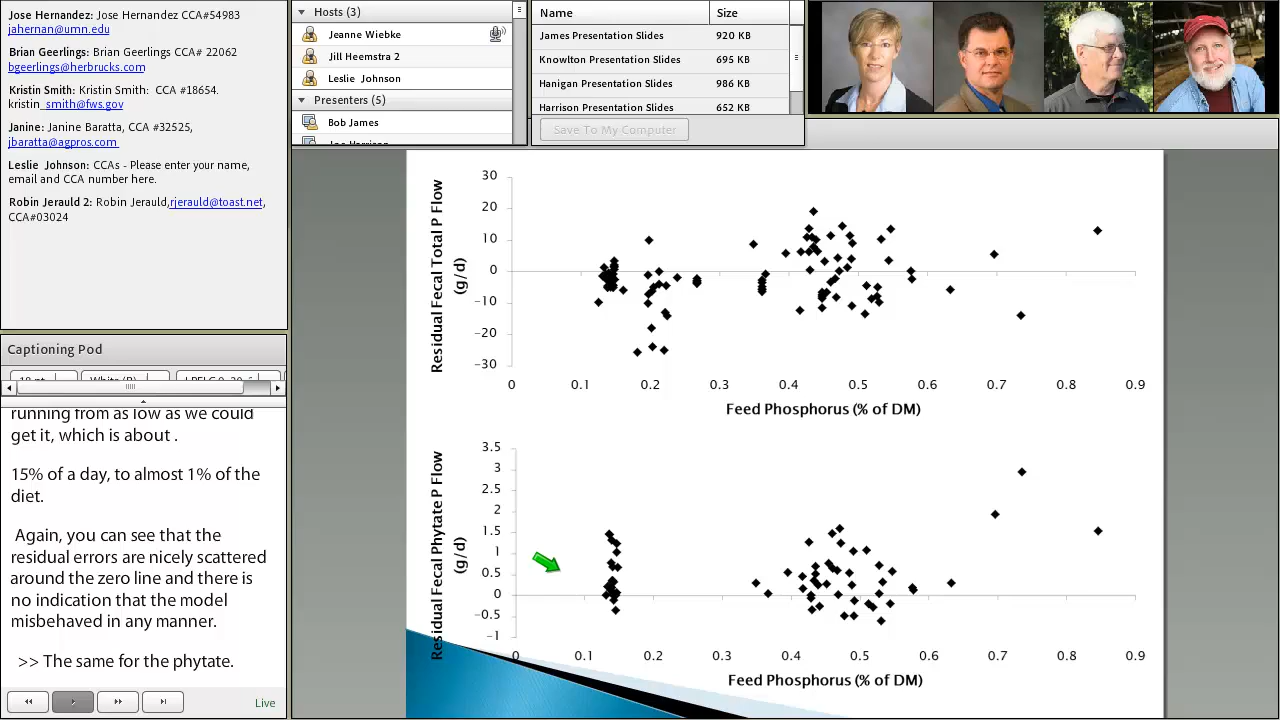 Jose Hernandez: Jose Hernandez CCA#54983
jahernan@umn.edu
Brian Geerlings: Brian Geerlings CCA# 22062
bgeerlings@herbrucks.com
Kristin Smith: Kristin Smith: CCA #18654.
kristin_smith@fws.gov
Janine: Janine Baratta, CCA #32525,
jbaratta@agpros.com
Leslie Johnson: CCAs - Please enter your name,
email and CCA number here.
Robin Jerauld 2: Robin Jerauld,rjerauld@toast.net,
CCA#03024
Captioning Pod
running from as low as we could
get it, which is about .
15% of a day, to almost 1% of the
diet.
Again, you can see that the
residual errors are nicely scattered
around the zero line and there is
no indication that the model
misbehaved in any manner.
>> The same for the phytate.
Live
Hosts (3)
Jeanne Wiebke
Jill Heemstra 2
Leslie Johnson
Presenters (5)
Bob James
Name Size
James Presentation Slides 920 KB
Knowlton Presentation Slides 695 KB
Hanigan Presentation Slides 986 KB
Harrison Presentation Slides 652 KB
Save To My Computer
Residual Fecal Total P Flow
(g/d)
30
20
10
0
-10
-20
-30
0 0.1 0.2 0.3 0.4 0.5 0.6 0.7 0.8 0.9
Feed Phosphorus (% of DM)
Residual Fecal Phytate P Flow
(g/d)
3.5
3
2.5
2
1.5
1
0.5
0
-0.5
-1
0 0.1 0.2 0.3 0.4 0.5 0.6 0.7 0.8 0.9
Feed Phosphorus (% of DM)